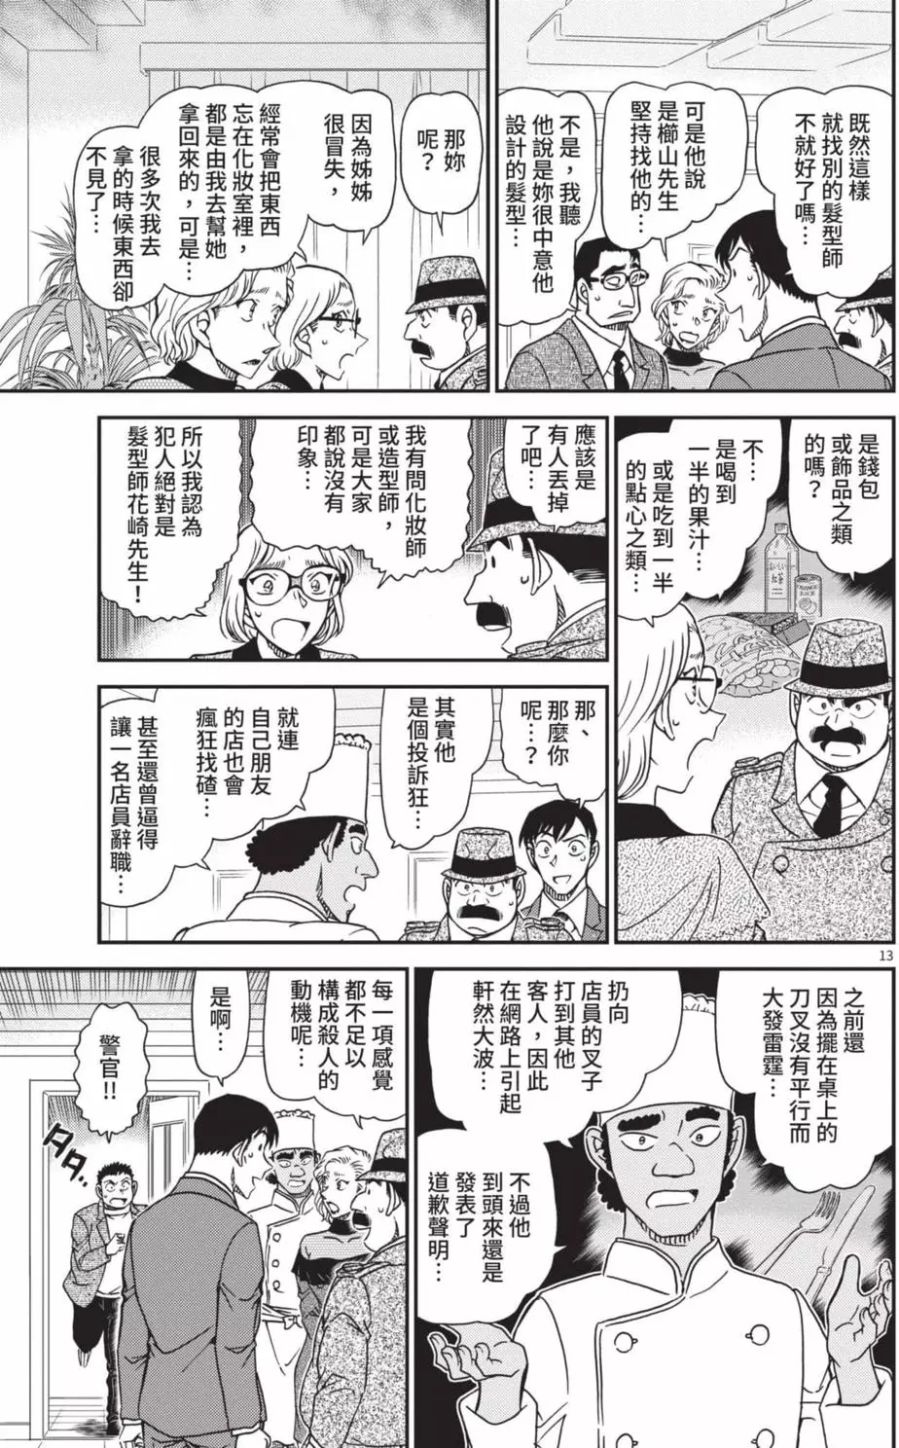 既然這樣
就找別的髮型師
不就好了嗎…
可是他說
是櫛山先生
堅持找他的…
不是，我聽
他說是妳很中意他
設計的髮型…
那妳
呢？
因為姊姊
很冒失，
經常會把東西
忘在化妝室裡，
都是由我去幫她
拿回來的，可是…
很多次我去
拿的時候東西卻
不見了…
是錢包
或飾品之類
的嗎？
不…
是喝到
一半的果汁…
或是吃到一半
的點心之類
應該是
有人丟掉
了吧…
我有問化妝師
或造型師，
可是大家
都說沒有
印象…
所以我認為
犯人絕對是
髮型師花崎先生！
那、
那麼你
呢…？
其實他
是個投訴狂…
就連
自己朋友
的店也會
瘋狂找碴…
甚至還曾逼得
讓一名店員辭職…
13
之前還
因為擺在桌上的
刀叉沒有平行而
大發雷霆…
扔向
店員的叉子
打到其他
客人，因此
在網路上引起
軒然大波…
不過他
到頭來還是
發表了
道歉聲明…
每一項感覺
都不足以
構成殺人的
動機呢…
是啊…
警官!!
タタ…